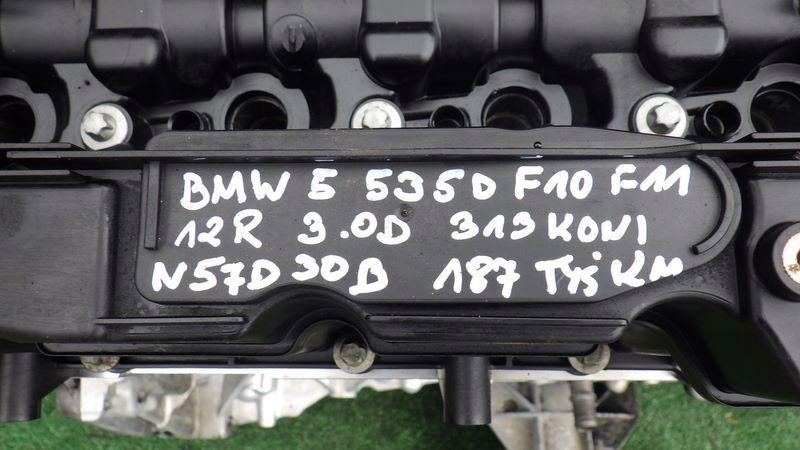 BMW 5 535D F10 F11
12R 3.0D 313 KONI
N57D30B 187 TYŚ KM